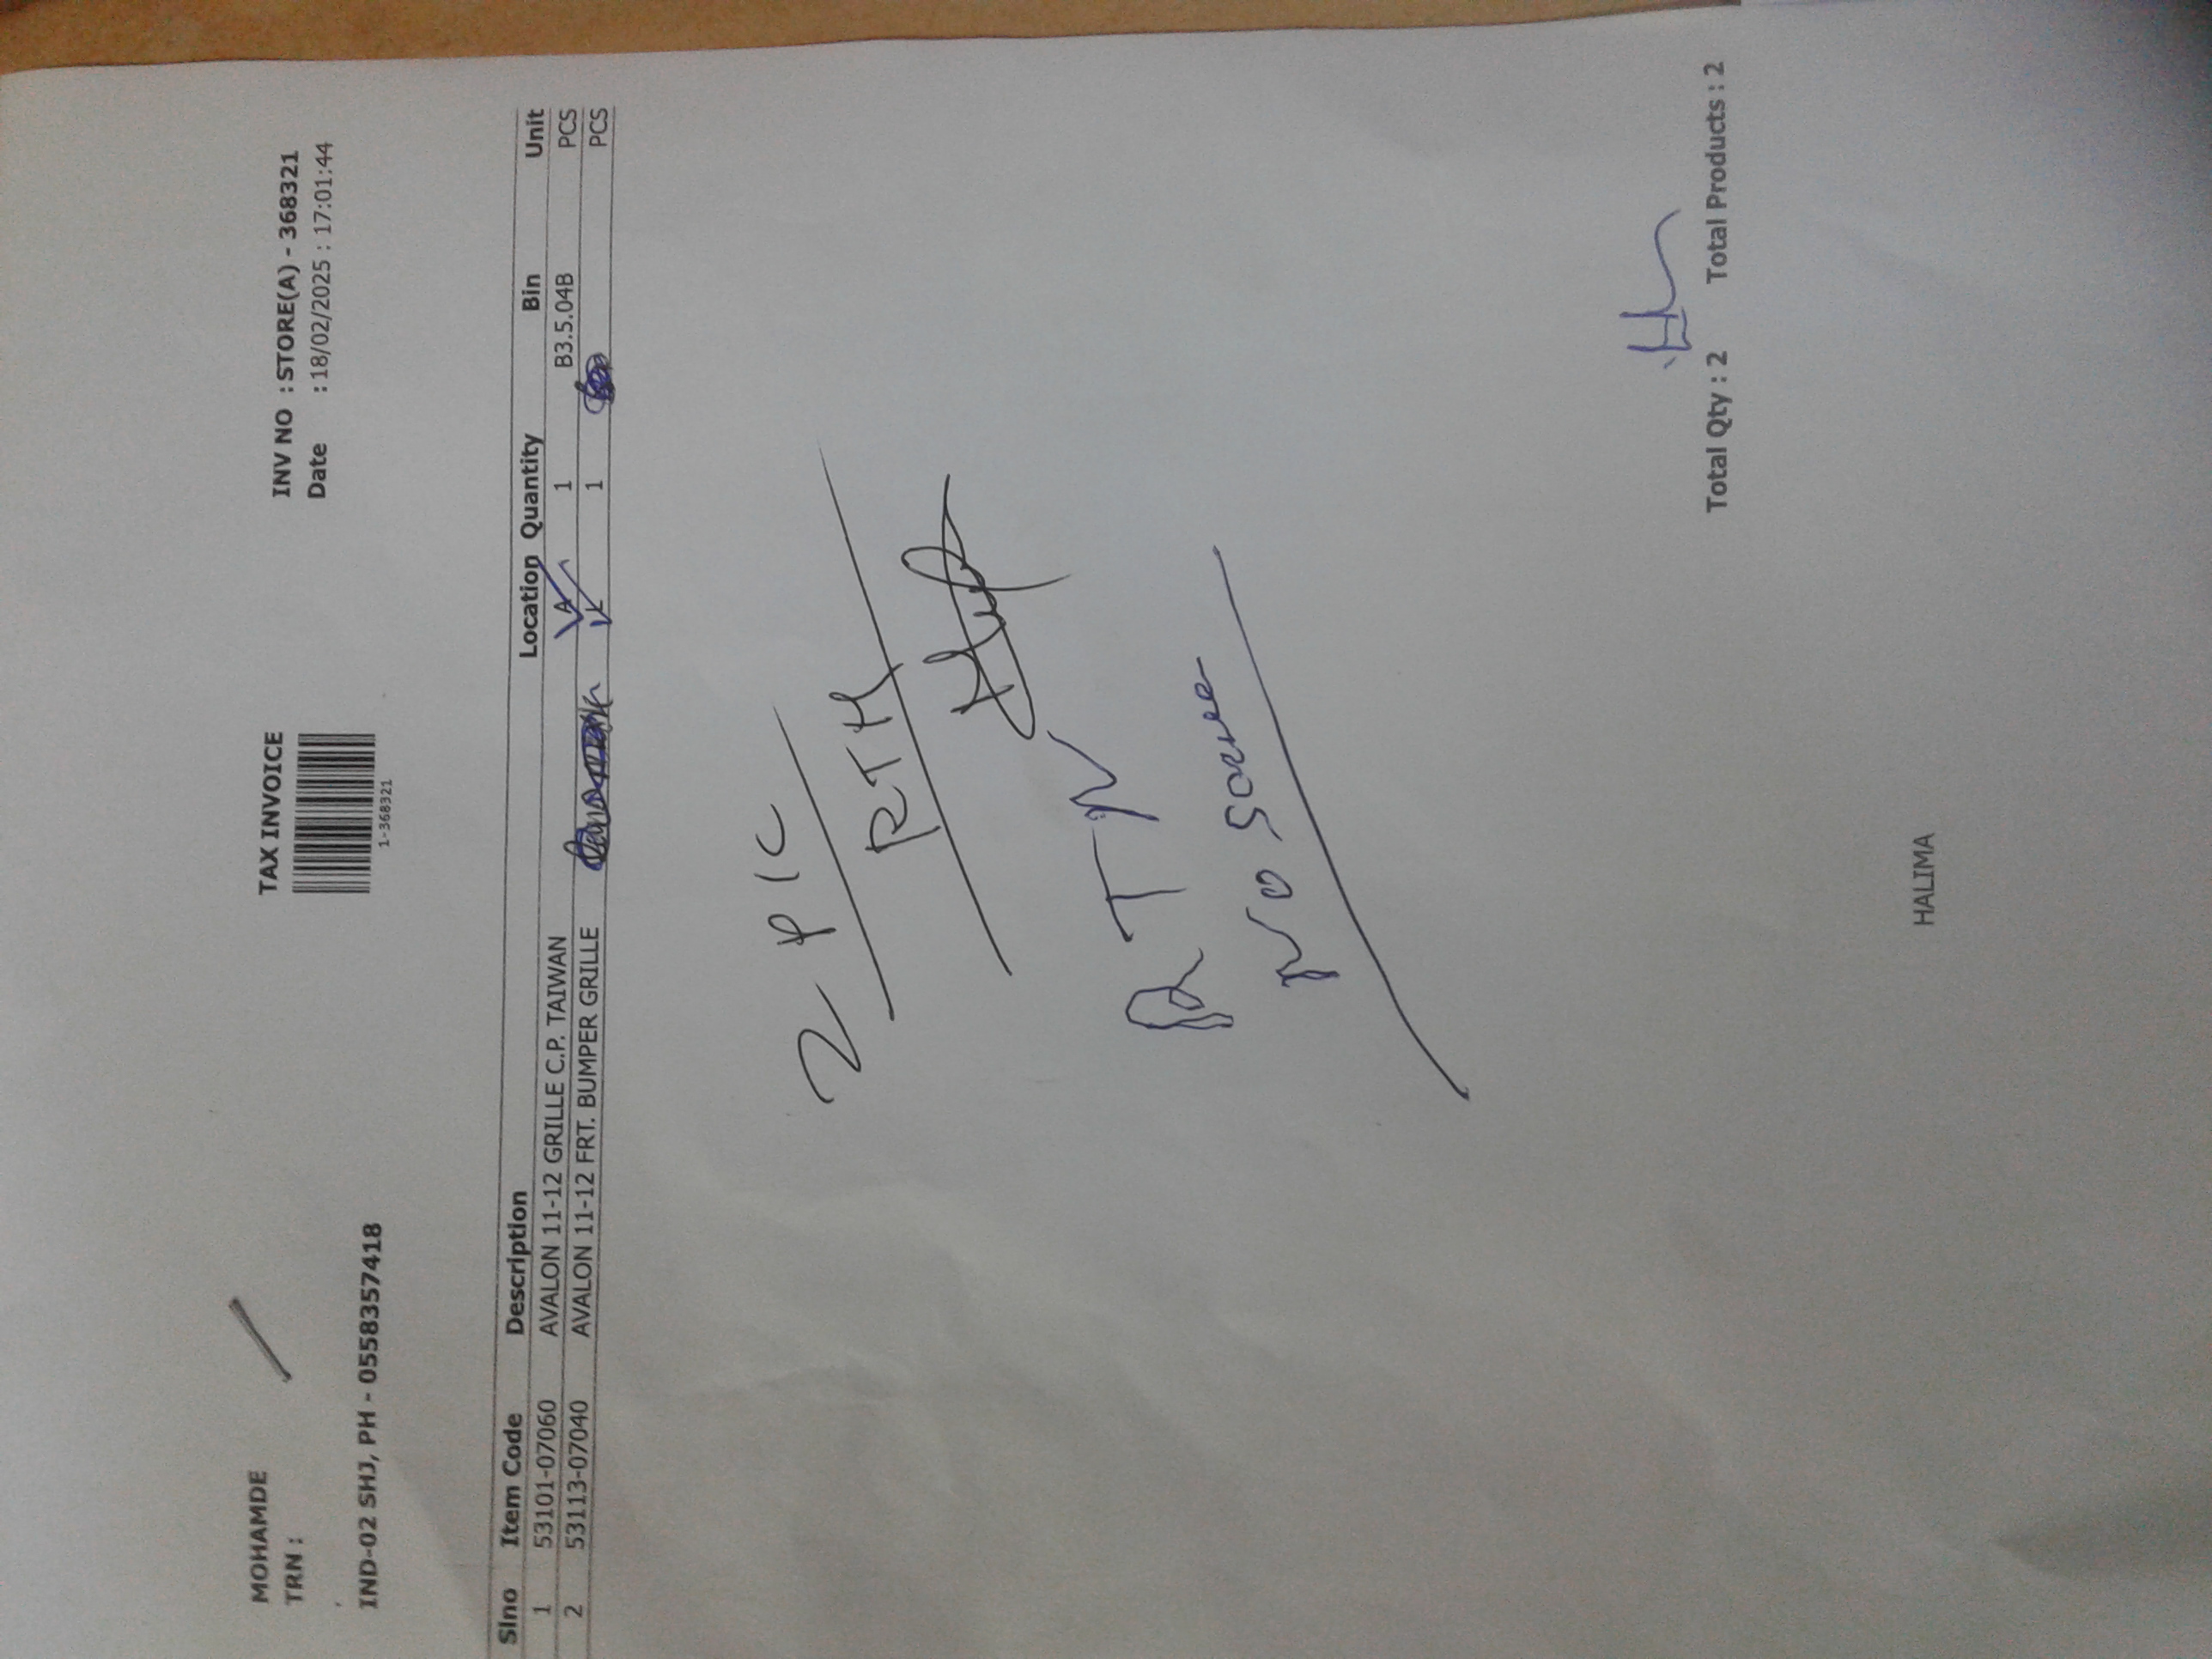 MOHAMDE
TRN :
IND-02 SHJ, PH - 0558357418
TAX INVOICE
1-368321
INV NO : STORE(A) - 368321
Date : 18/02/2025 : 17:01:44
Slno Item Code Description Location Quantity Bin Unit
1 53101-07060 AVALON 11-12 GRILLE C.P. TAIWAN A 1 B3.5.04B PCS
2 53113-07040 AVALON 11-12 FRT. BUMPER GRILLE 1 PCS
2 PIC
RTM
RTN
NO
Total Qty : 2 Total Products : 2
HALIMA